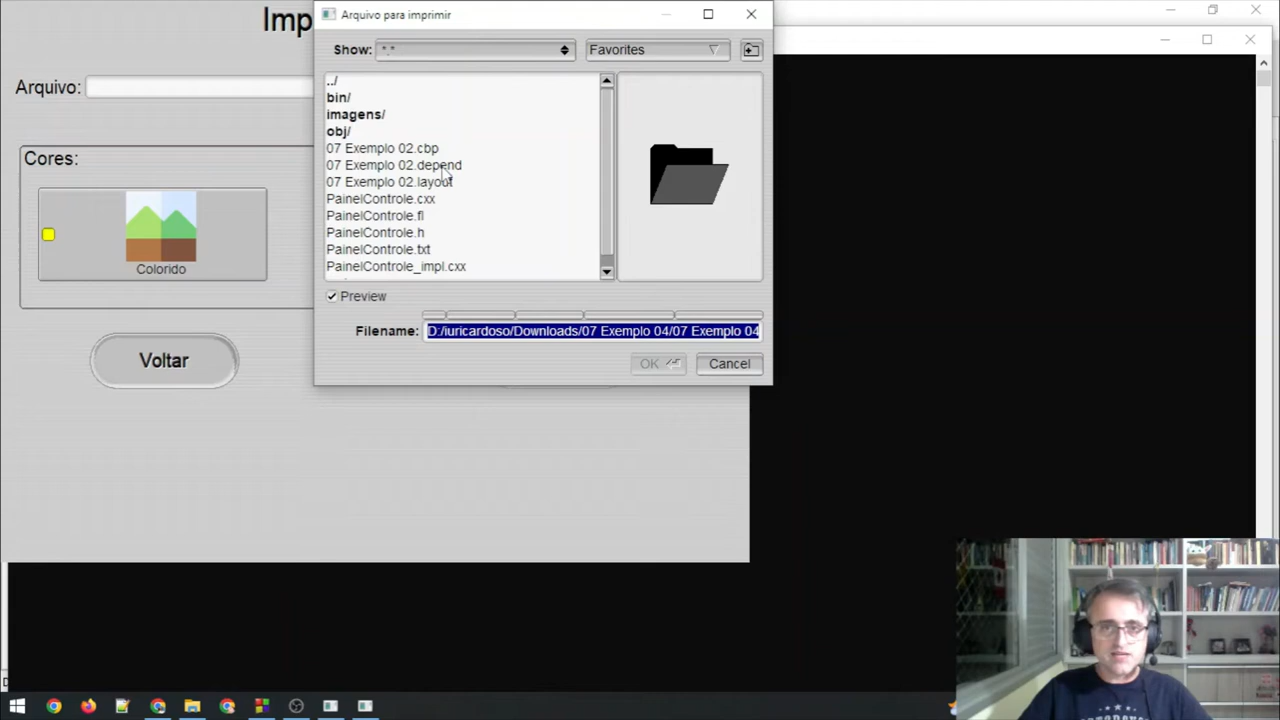 Imp
Arquivo para imprimir
Show:
*.*
Favorites
Arquivo:
../
bin/
imagens/
obj/
07 Exemplo 02.cbp
07 Exemplo 02.depend
07 Exemplo 02.layout
PainelControle.cxx
PainelControle.fl
PainelControle.h
PainelControle.txt
PainelControle_impl.cxx
Cores:
Colorido
Preview
Filename:
D:/iuricardoso/Downloads/07 Exemplo 04/07 Exemplo 04
OK
Cancel
Voltar